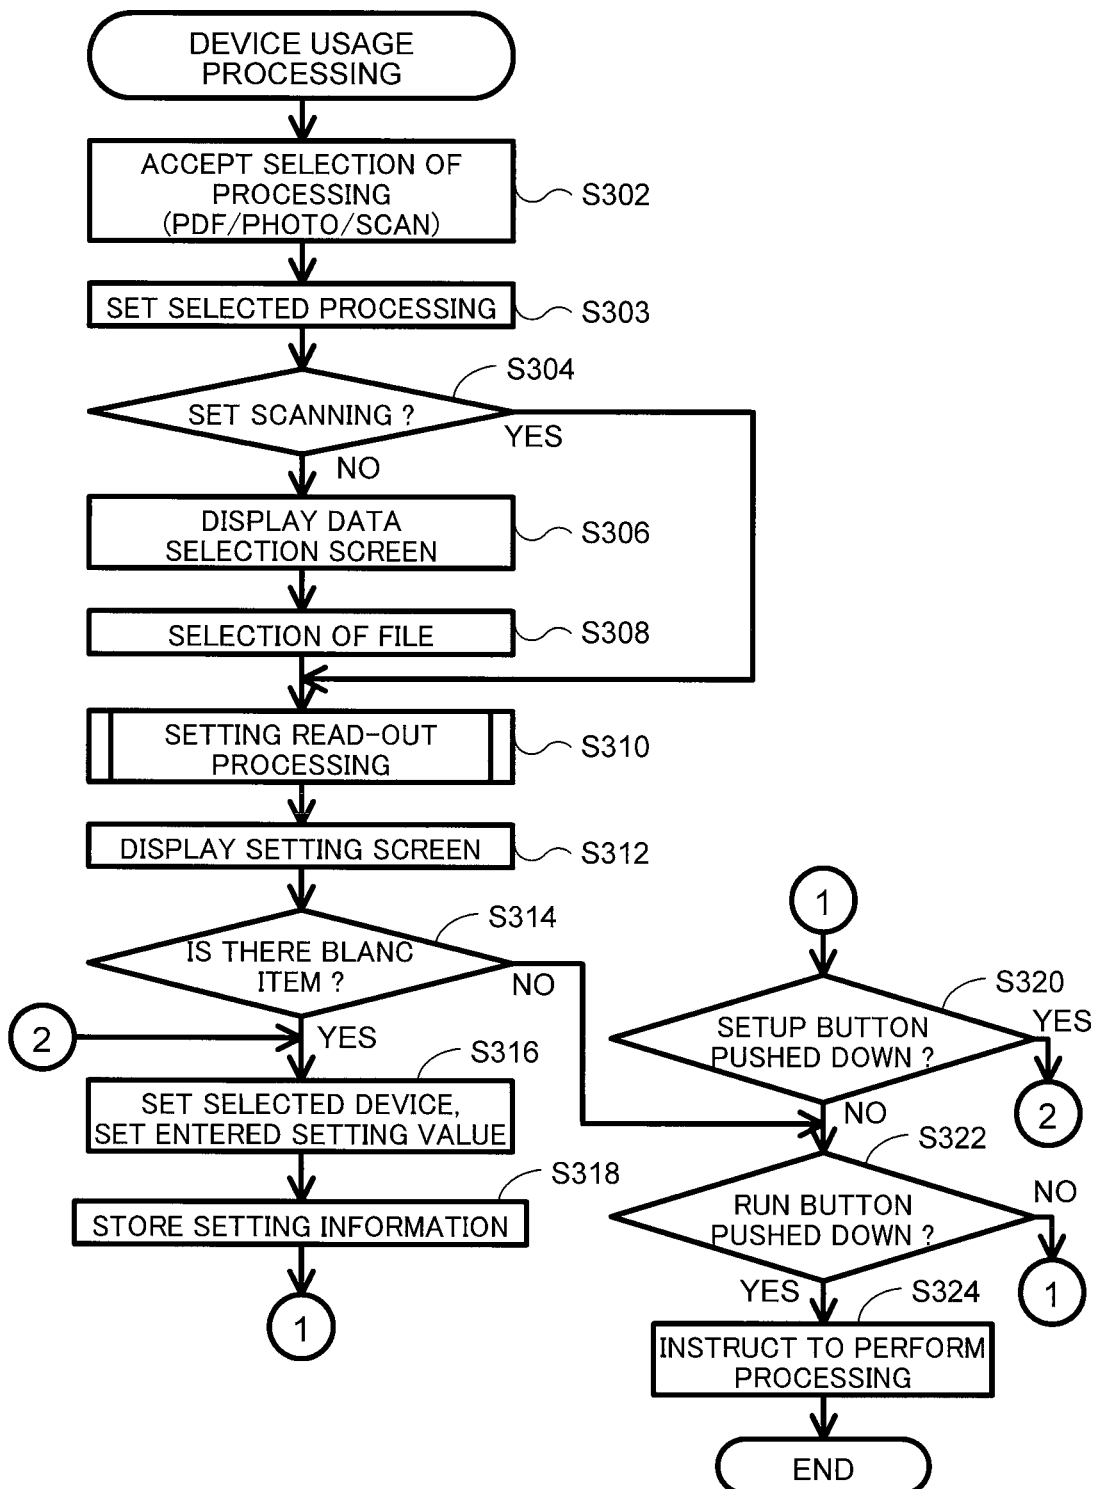 DEVICE USAGE
PROCESSING
ACCEPT SELECTION OF
PROCESSING
(PDF/PHOTO/SCAN)
S302
SET SELECTED PROCESSING
S303
S304
SET SCANNING ?
YES
NO
DISPLAY DATA
SELECTION SCREEN
S306
SELECTION OF FILE
S308
SETTING READ-OUT
PROCESSING
S310
DISPLAY SETTING SCREEN
S312
S314
IS THERE BLANC
ITEM ?
NO
2
YES
S316
SET SELECTED DEVICE,
SET ENTERED SETTING VALUE
S318
STORE SETTING INFORMATION
1
1
S320
SETUP BUTTON
PUSHED DOWN ?
YES
2
NO
S322
RUN BUTTON
PUSHED DOWN ?
NO
1
YES
S324
INSTRUCT TO PERFORM
PROCESSING
END